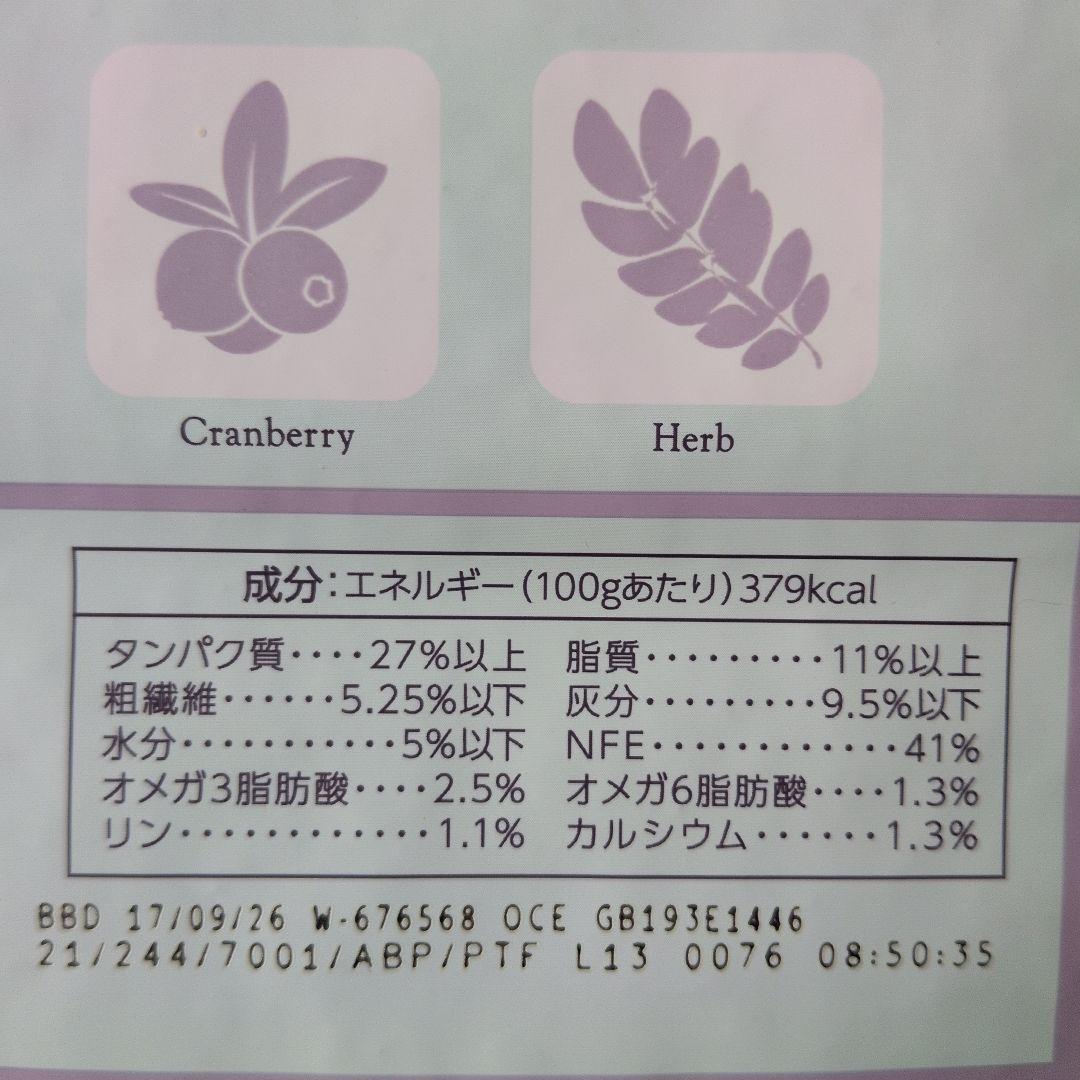 Cranberry
Herb
成分:エネルギー(100gあたり)379kcal
タンパク質････27%以上 脂質･････････11%以上
粗繊維･･････5.25%以下 灰分･････････9.5%以下
水分･･･････････5%以下 NFE････････････41%
オメガ3脂肪酸････2.5% オメガ6脂肪酸････1.3%
リン････････････1.1% カルシウム･･････1.3%
BBD 17/09/26 W-676568 OCE GB193E1446
21/244/7001/ABP/PTF L13 0076 08:50:35